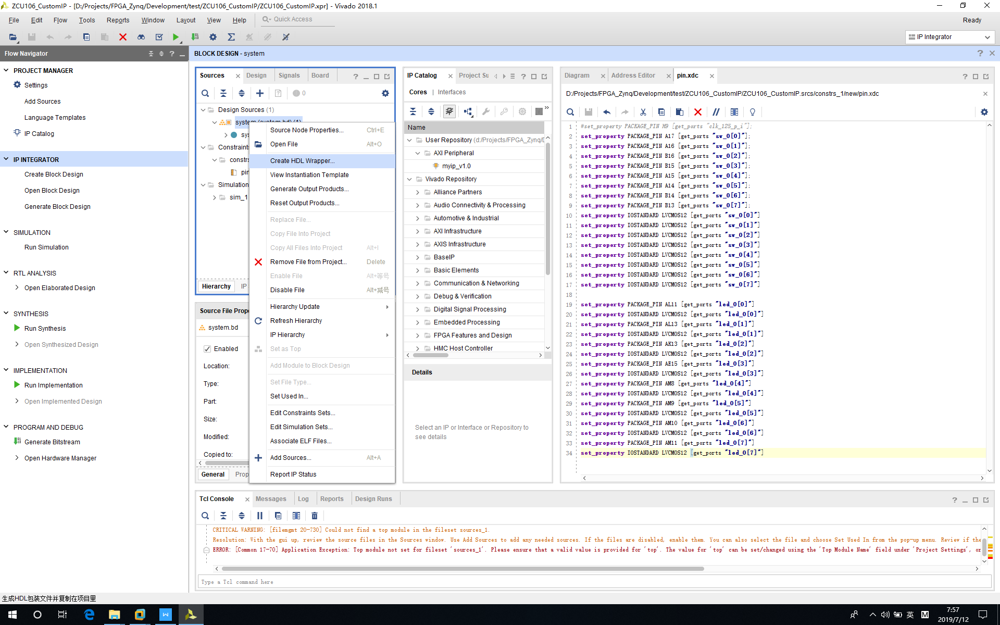 ZCU106_CustomIP - [D:/Projects/FPGA_Zynq/Development/test/ZCU106_CustomIP/ZCU106_CustomIP.xpr] - Vivado 2018.1
File Edit Flow Tools Reports Window Layout View Help Quick Access Ready
IP Integrator
Flow Navigator
PROJECT MANAGER
Settings
Add Sources
Language Templates
IP Catalog
IP INTEGRATOR
Create Block Design
Open Block Design
Generate Block Design
SIMULATION
Run Simulation
RTL ANALYSIS
Open Elaborated Design
SYNTHESIS
Run Synthesis
Open Synthesized Design
IMPLEMENTATION
Run Implementation
Open Implemented Design
PROGRAM AND DEBUG
Generate Bitstream
Open Hardware Manager
BLOCK DESIGN - system
Sources Design Signals Board
0
Design Sources (1)
system (system.bd) (1)
sys
Constraints
constrs
pin
Simulation
sim_1
Hierarchy IP
Source File Prope
system.bd
Enabled
Location:
Type:
Part:
Size:
Modified:
Copied to:
General Prop
Source Node Properties... Ctrl+E
Open File Alt+O
Create HDL Wrapper...
View Instantiation Template
Generate Output Products...
Reset Output Products...
Replace File...
Copy File Into Project
Copy All Files Into Project Alt+I
Remove File from Project... Delete
Enable File Alt+等号
Disable File Alt+减号
Hierarchy Update
Refresh Hierarchy
IP Hierarchy
Set as Top
Add Module to Block Design
Set File Type...
Set Used In...
Edit Constraints Sets...
Edit Simulation Sets...
Associate ELF Files...
Add Sources... Alt+A
Report IP Status
IP Catalog Project Su
Cores | Interfaces
Name
User Repository (d:/Projects/FPGA_Zynq/D
AXI Peripheral
myip_v1.0
Vivado Repository
Alliance Partners
Audio Connectivity & Processing
Automotive & Industrial
AXI Infrastructure
AXIS Infrastructure
BaseIP
Basic Elements
Communication & Networking
Debug & Verification
Digital Signal Processing
Embedded Processing
FPGA Features and Design
HMC Host Controller
Details
Select an IP or Interface or Repository to
see details
Diagram Address Editor pin.xdc
D:/Projects/FPGA_Zynq/Development/test/ZCU106_CustomIP/ZCU106_CustomIP.srcs/constrs_1/new/pin.xdc
1 #set_property PACKAGE_PIN H9 [get_ports "clk_125_p_i"];
2 set_property PACKAGE_PIN A17 [get_ports "sw_0[0]"];
3 set_property PACKAGE_PIN A16 [get_ports "sw_0[1]"];
4 set_property PACKAGE_PIN B16 [get_ports "sw_0[2]"];
5 set_property PACKAGE_PIN B15 [get_ports "sw_0[3]"];
6 set_property PACKAGE_PIN A15 [get_ports "sw_0[4]"];
7 set_property PACKAGE_PIN A14 [get_ports "sw_0[5]"];
8 set_property PACKAGE_PIN B14 [get_ports "sw_0[6]"];
9 set_property PACKAGE_PIN B13 [get_ports "sw_0[7]"];
10 set_property IOSTANDARD LVCMOS12 [get_ports "sw_0[0]"]
11 set_property IOSTANDARD LVCMOS12 [get_ports "sw_0[1]"]
12 set_property IOSTANDARD LVCMOS12 [get_ports "sw_0[2]"]
13 set_property IOSTANDARD LVCMOS12 [get_ports "sw_0[3]"]
14 set_property IOSTANDARD LVCMOS12 [get_ports "sw_0[4]"]
15 set_property IOSTANDARD LVCMOS12 [get_ports "sw_0[5]"]
16 set_property IOSTANDARD LVCMOS12 [get_ports "sw_0[6]"]
17 set_property IOSTANDARD LVCMOS12 [get_ports "sw_0[7]"]
18
19 set_property PACKAGE_PIN AL11 [get_ports "led_0[0]"]
20 set_property IOSTANDARD LVCMOS12 [get_ports "led_0[0]"]
21 set_property PACKAGE_PIN AL13 [get_ports "led_0[1]"]
22 set_property IOSTANDARD LVCMOS12 [get_ports "led_0[1]"]
23 set_property PACKAGE_PIN AK13 [get_ports "led_0[2]"]
24 set_property IOSTANDARD LVCMOS12 [get_ports "led_0[2]"]
25 set_property PACKAGE_PIN AE15 [get_ports "led_0[3]"]
26 set_property IOSTANDARD LVCMOS12 [get_ports "led_0[3]"]
27 set_property PACKAGE_PIN AM8 [get_ports "led_0[4]"]
28 set_property IOSTANDARD LVCMOS12 [get_ports "led_0[4]"]
29 set_property PACKAGE_PIN AM9 [get_ports "led_0[5]"]
30 set_property IOSTANDARD LVCMOS12 [get_ports "led_0[5]"]
31 set_property PACKAGE_PIN AM10 [get_ports "led_0[6]"]
32 set_property IOSTANDARD LVCMOS12 [get_ports "led_0[6]"]
33 set_property PACKAGE_PIN AM11 [get_ports "led_0[7]"]
34 set_property IOSTANDARD LVCMOS12 [get_ports "led_0[7]"]
Tcl Console Messages Log Reports Design Runs
CRITICAL WARNING: [filemgmt 20-730] Could not find a top module in the fileset sources_1.
Resolution: With the gui up, review the source files in the Sources window. Use Add Sources to add any needed sources. If the files are disabled, enable them. You can also select the file and choose Set Used In from the pop-up menu. Review if the
ERROR: [Common 17-70] Application Exception: Top module not set for fileset 'sources_1'. Please ensure that a valid value is provided for 'top'. The value for 'top' can be set/changed using the 'Top Module Name' field under 'Project Settings', or
Type a Tcl command here
生成HDL包装文件并复制在项目里
英 M
7:57
2019/7/12